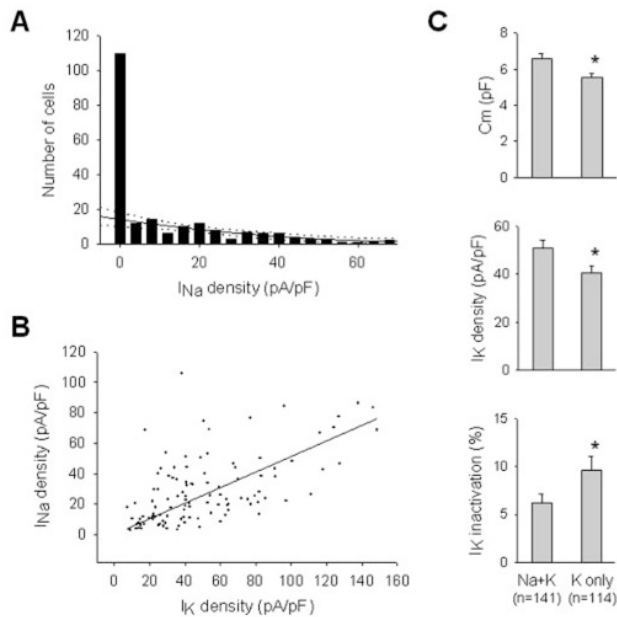 A
120
100
80
60
40
20
0
Number of cells
0 20 40 60
INa density (pA/pF)
B
120
100
80
60
40
20
0
INa density (pA/pF)
0 20 40 60 80 100 120 140 160
IK density (pA/pF)
C
8
6
4
2
0
Cm (pF)
*
60
40
20
0
IK density (pA/pF)
*
15
10
5
0
IK inactivation (%)
*
Na+K K only
(n=141) (n=114)